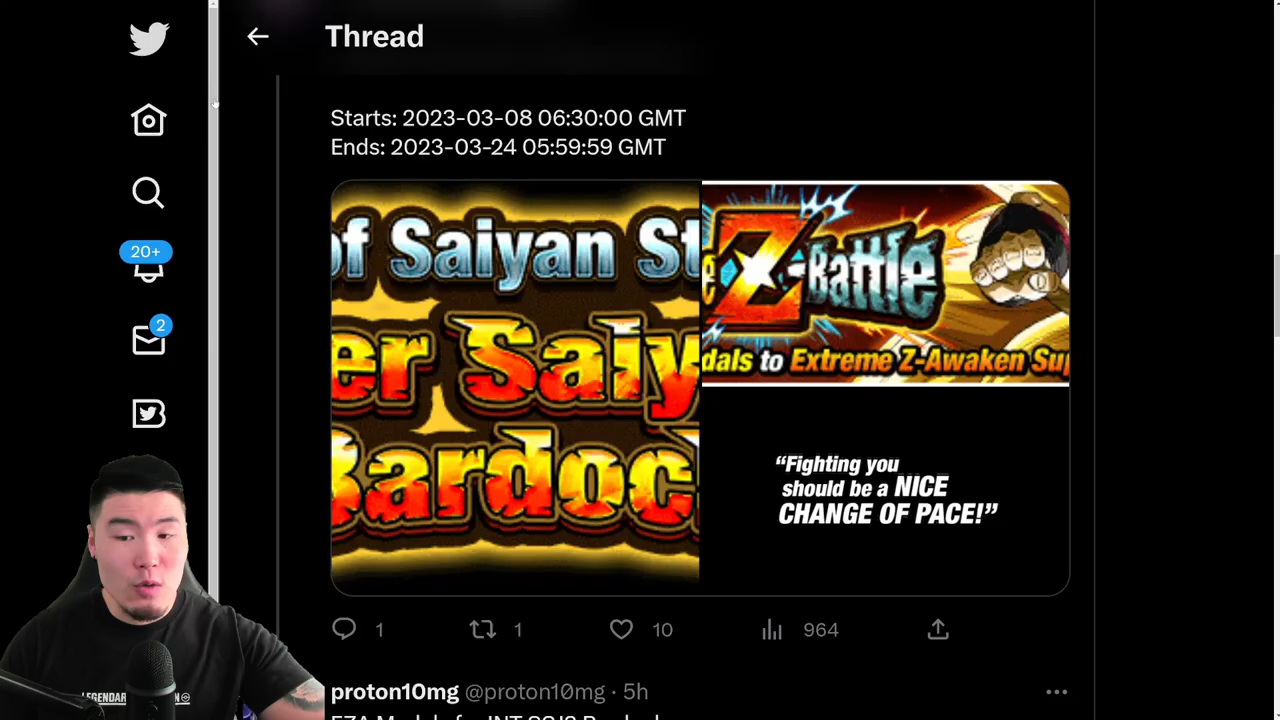 Thread
Starts: 2023-03-08 06:30:00 GMT
Ends: 2023-03-24 05:59:59 GMT
of Saiyan St
er Saiy
Bardoc
Z-Battle
dals to Extreme Z-Awaken Su
“Fighting you
should be a NICE
CHANGE OF PACE!”
20+
2
1
1
10
964
proton10mg @proton10mg · 5h
LEGENDAR